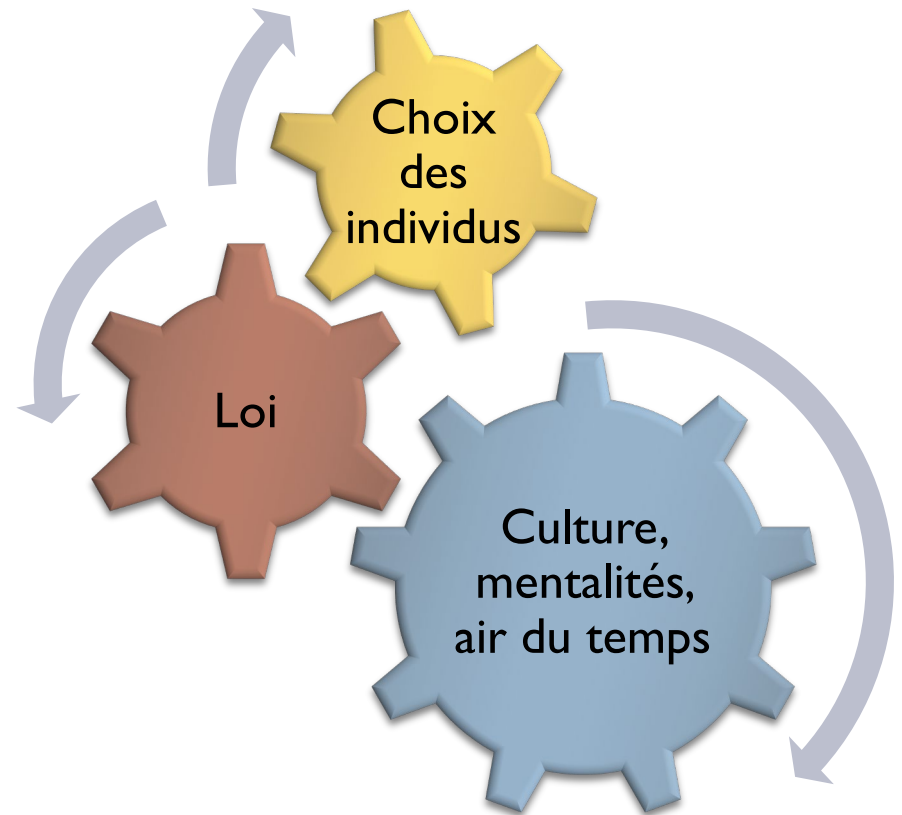 Choix
des
individus
Loi
Culture,
mentalités,
air du temps